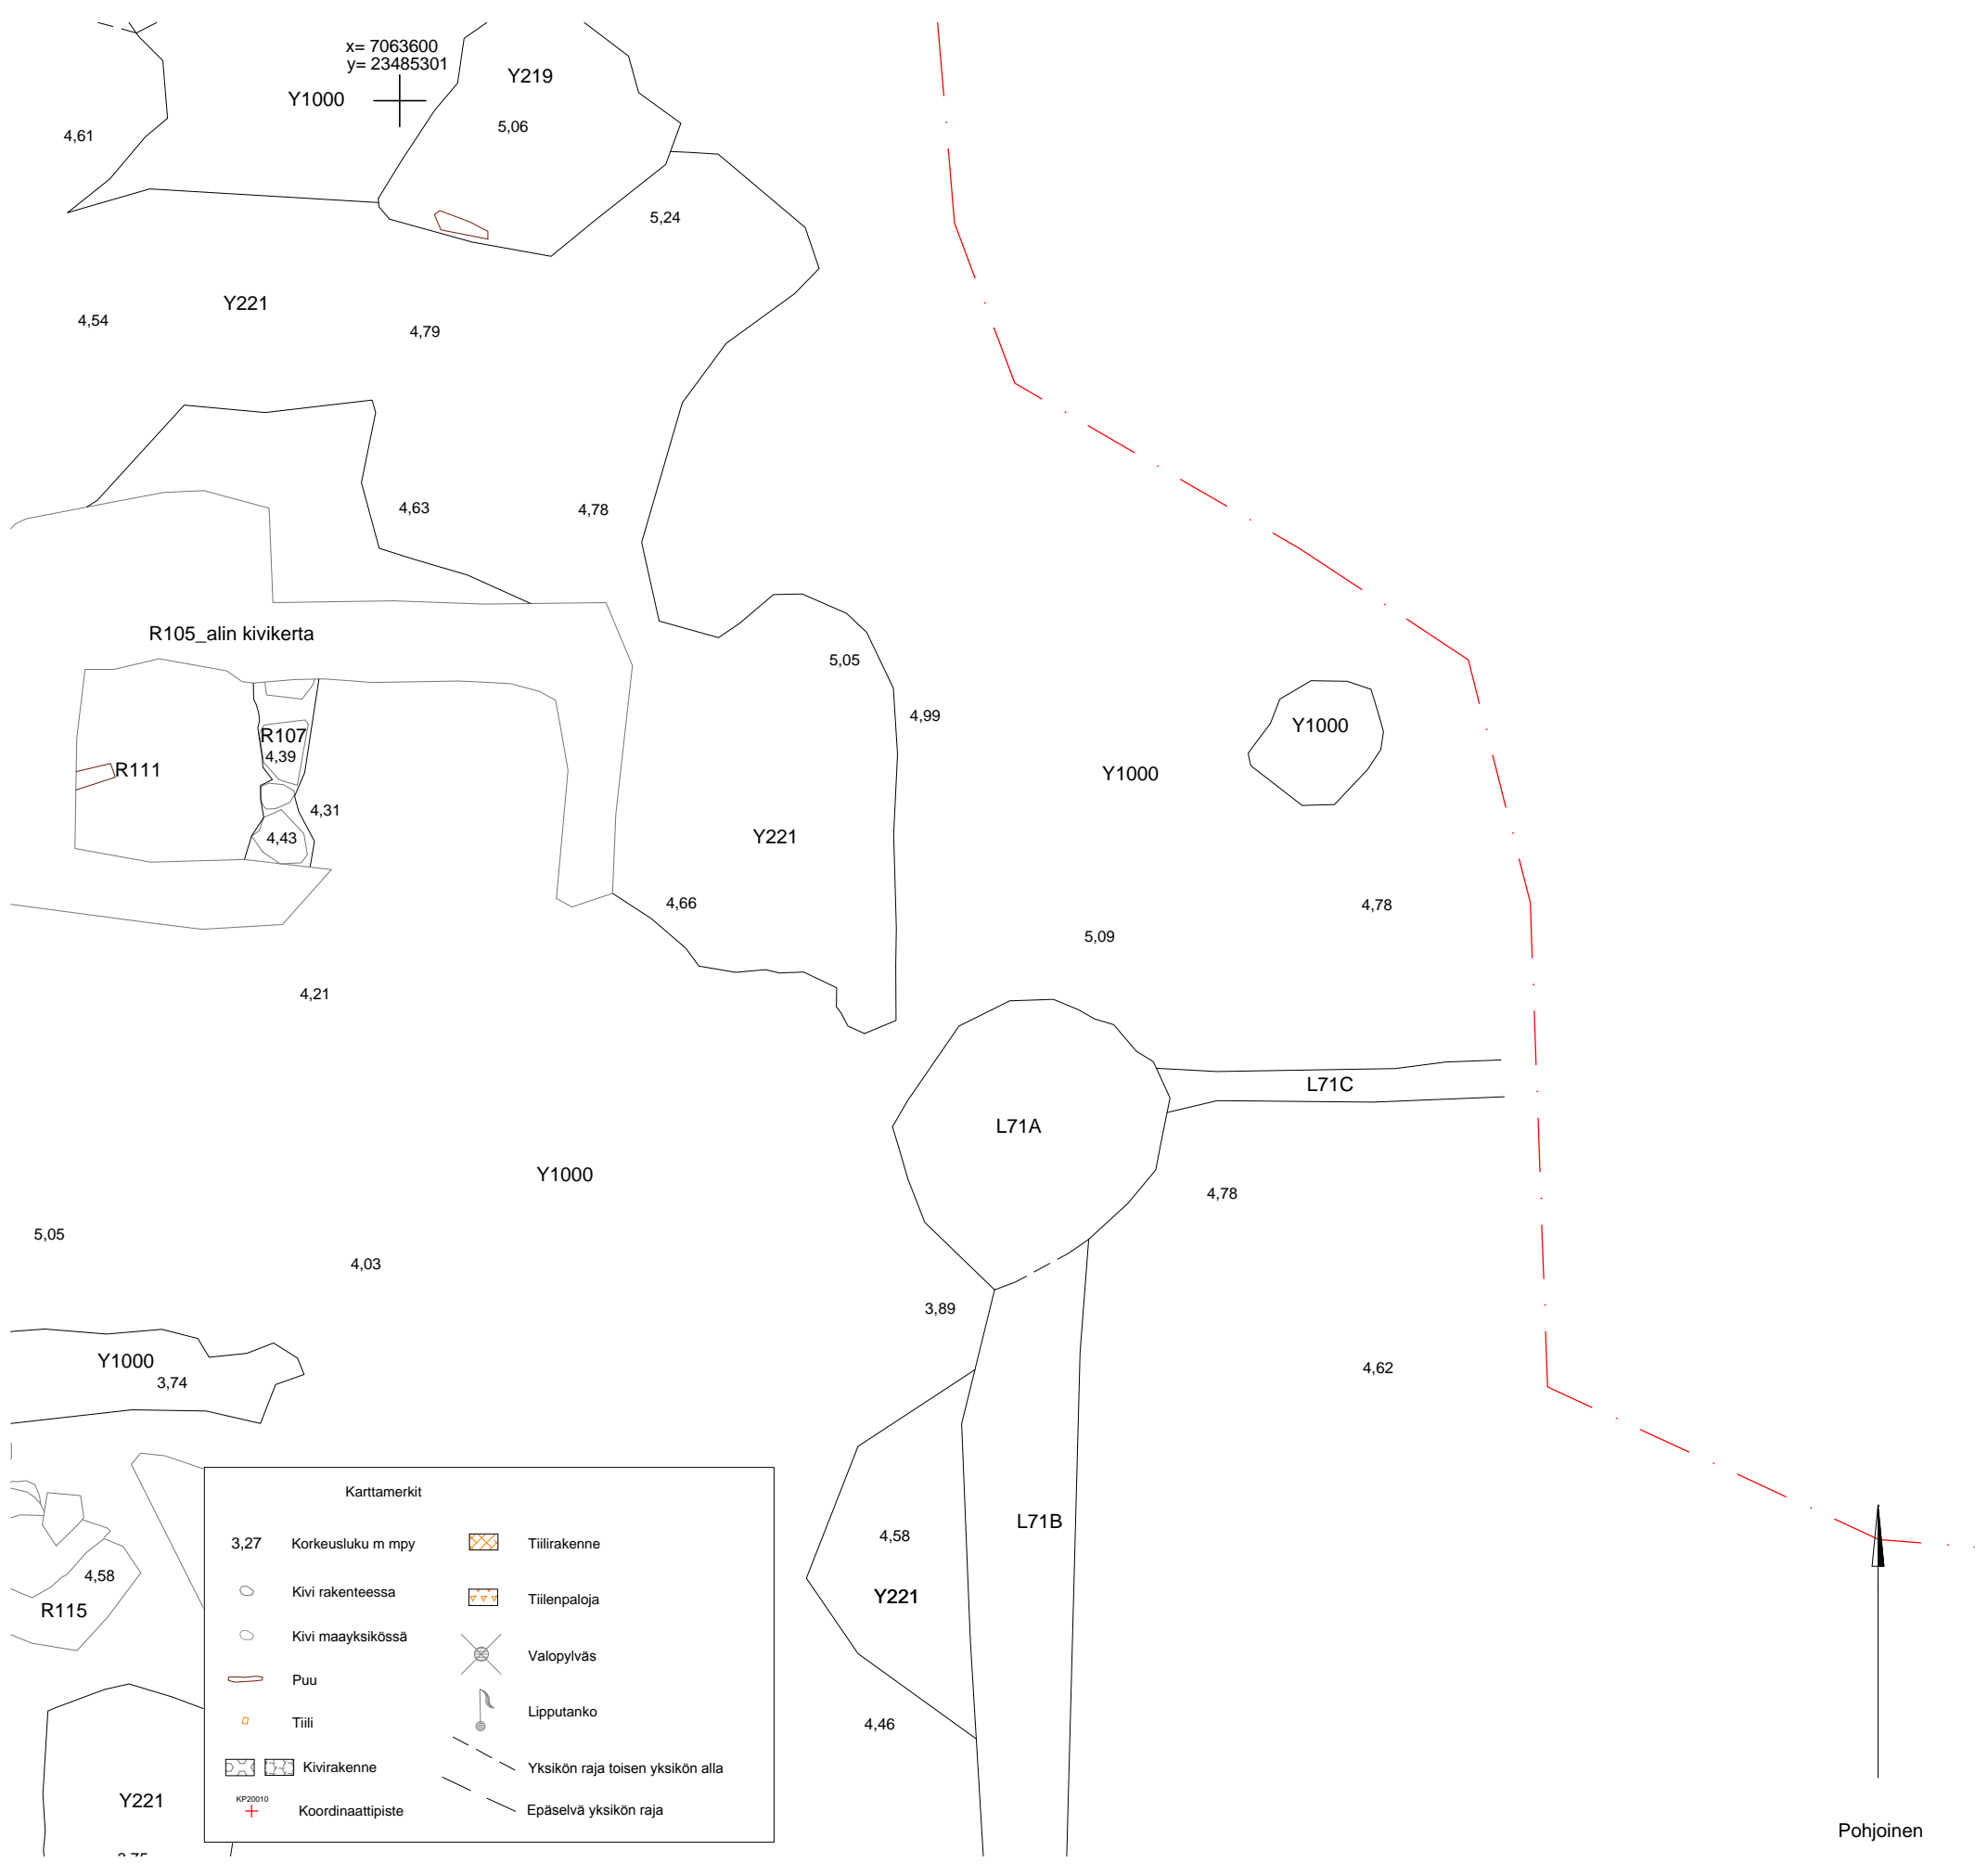 x= 7063600
y= 23485301
Y219
Y1000
5,06
4,61
5,24
Y221
4,54
4,79
4,63
4,78
R105_alin kivikerta
5,05
4,99
Y1000
R107
4,39
R111
Y1000
4,31
4,43
Y221
4,66
4,78
5,09
4,21
L71C
L71A
Y1000
4,78
5,05
4,03
3,89
Y1000
3,74
4,62
Karttamerkit
3,27 Korkeusluku m mpy
Tiilirakenne
Kivi rakenteessa
Tiilenpaloja
Kivi maayksikössä
Valopylväs
Puu
Lipputanko
Tiili
Kivirakenne
Yksikön raja toisen yksikön alla
KP20010
Koordinaattipiste
Epäselvä yksikön raja
L71B
4,58
Y221
4,58
R115
4,46
Y221
Pohjoinen